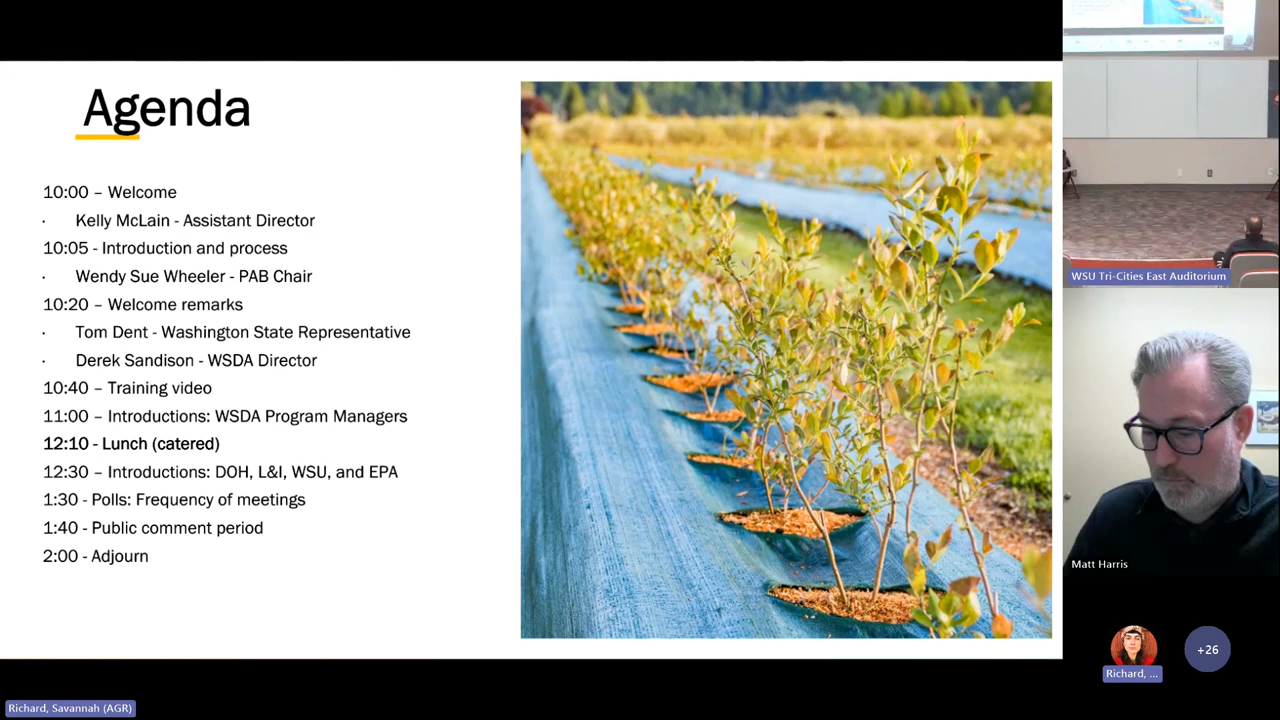 Agenda
10:00 – Welcome
· Kelly McLain - Assistant Director
10:05 - Introduction and process
· Wendy Sue Wheeler - PAB Chair
10:20 – Welcome remarks
· Tom Dent - Washington State Representative
· Derek Sandison - WSDA Director
10:40 – Training video
11:00 – Introductions: WSDA Program Managers
12:10 - Lunch (catered)
12:30 – Introductions: DOH, L&I, WSU, and EPA
1:30 - Polls: Frequency of meetings
1:40 - Public comment period
2:00 - Adjourn
WSU Tri-Cities East Auditorium
Matt Harris
Richard, ...
+26
Richard, Savannah (AGR)